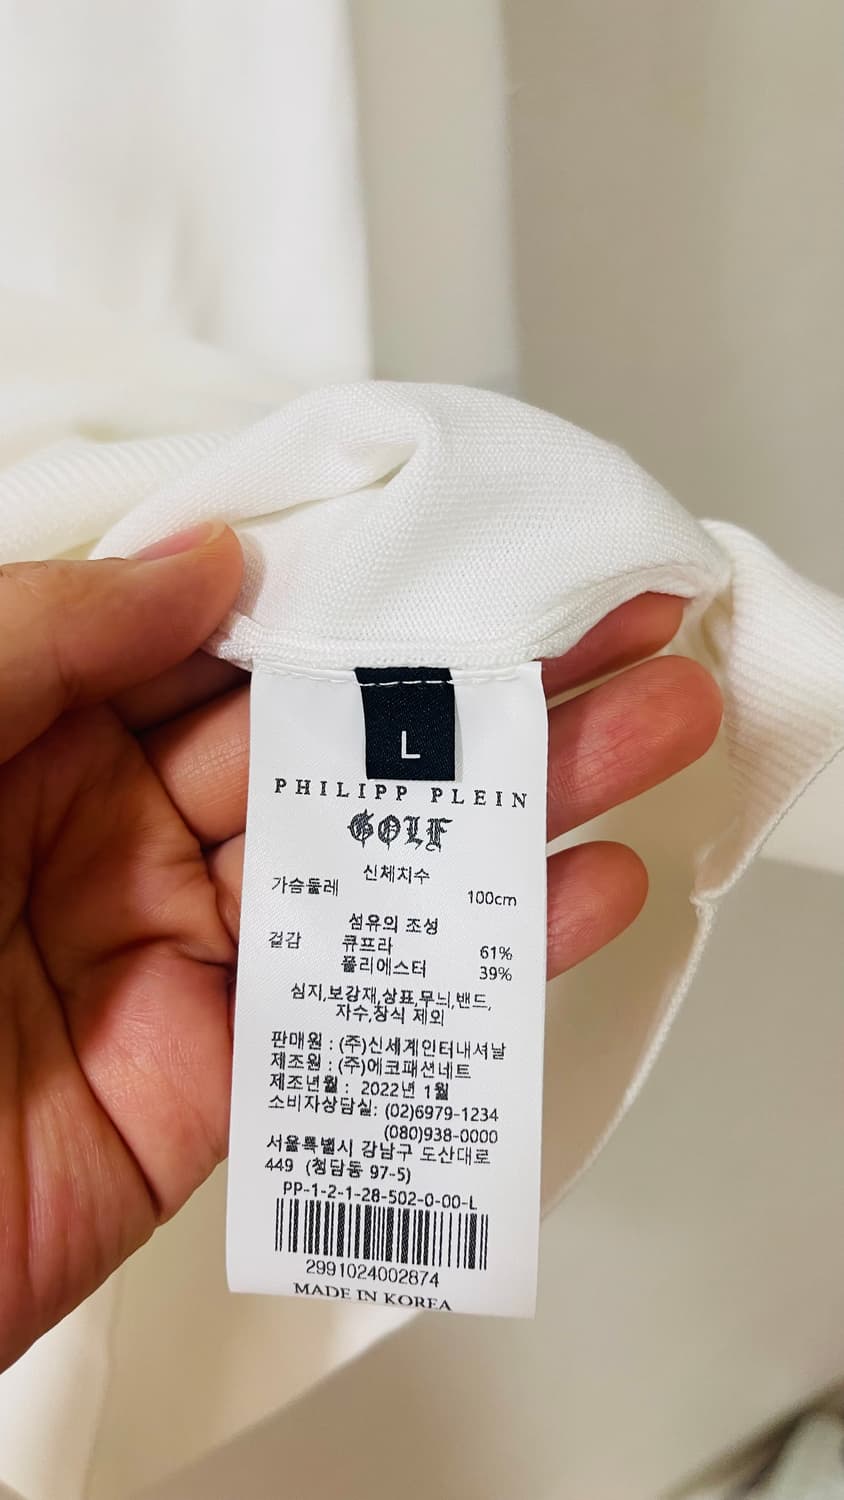 L
PHILIPP PLEIN
GOLF
신체치수
가슴둘레 100cm
섬유의 조성
겉감 큐프라 61%
폴리에스터 39%
심지,보강재,상표,무늬,밴드,
자수,장식 제외
판매원 : (주)신세계인터내셔날
제조원 : (주)에코패션네트
제조년월 : 2022년 1월
소비자상담실: (02)6979-1234
(080)938-0000
서울특별시 강남구 도산대로
449 (청담동 97-5)
PP-1-2-1-28-502-0-00-L
2991024002874
MADE IN KOREA